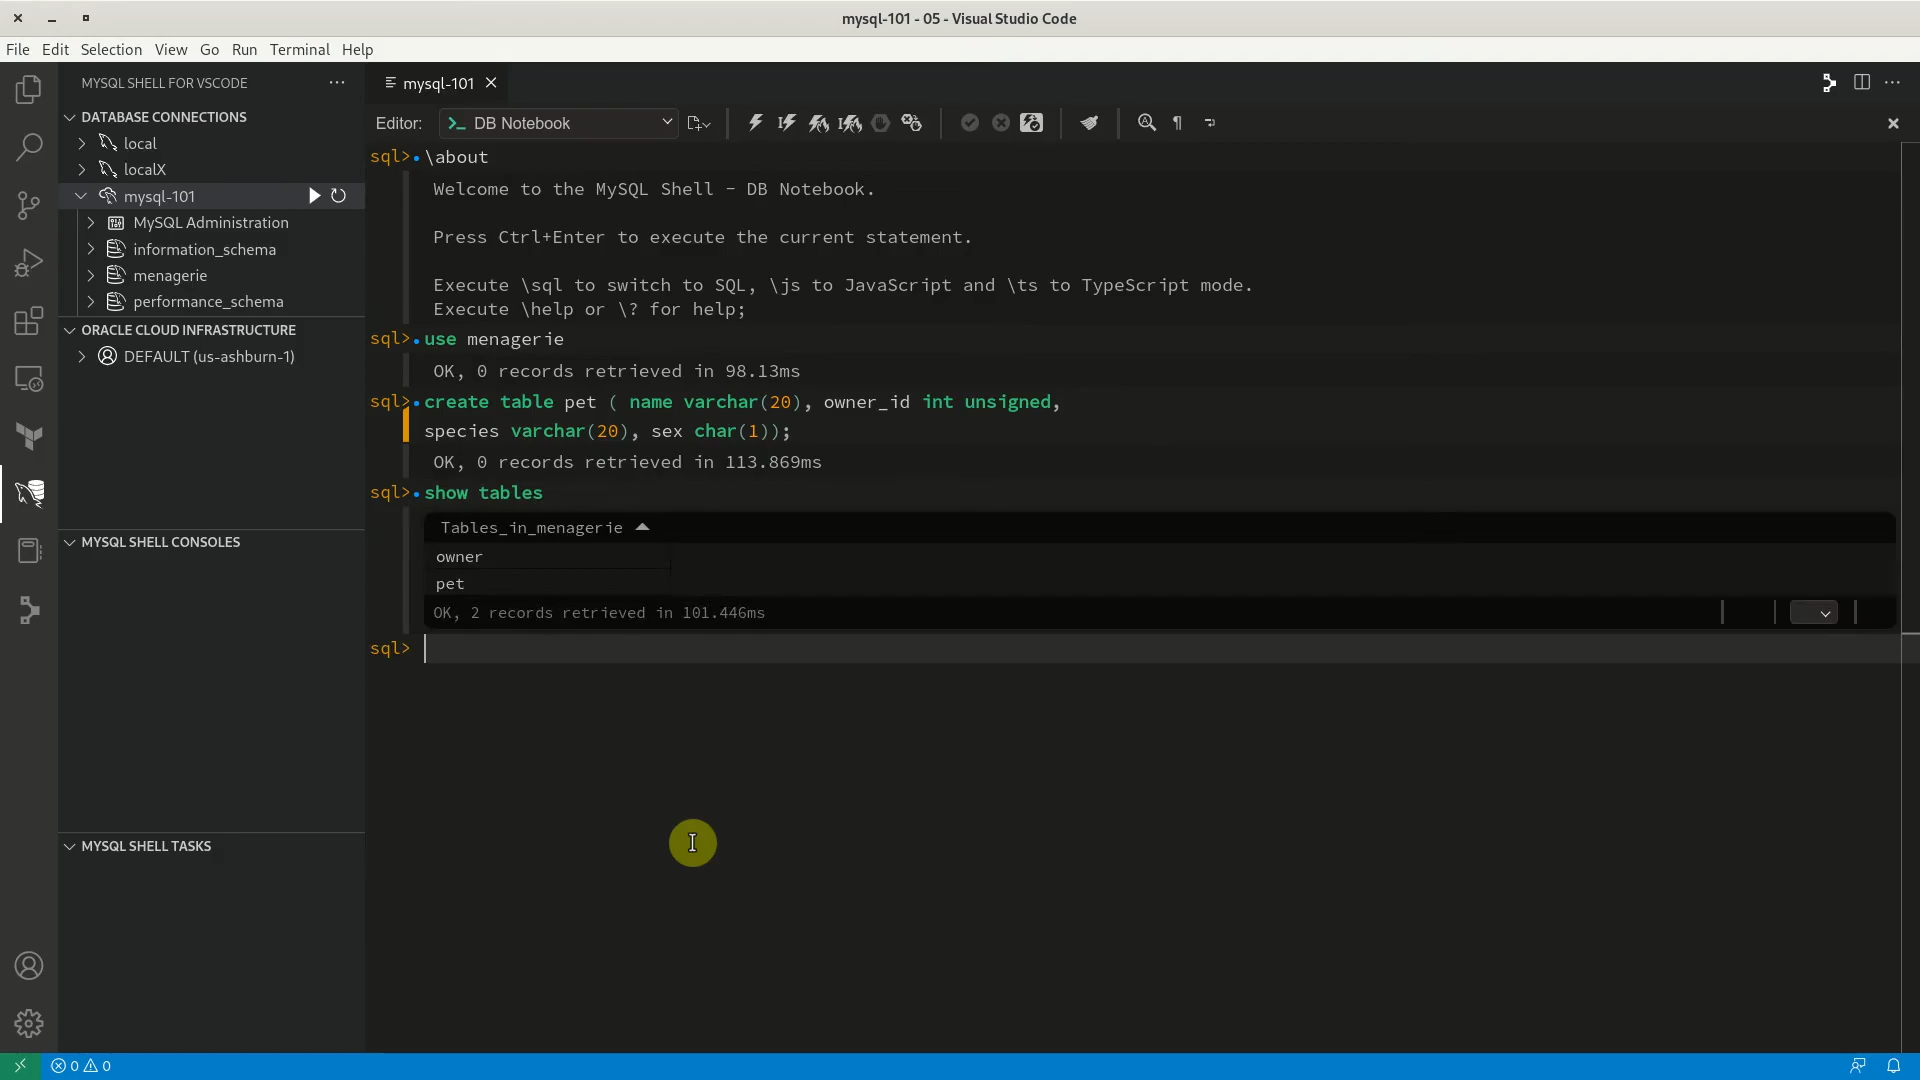 mysql-101 - 05 - Visual Studio Code
File Edit Selection View Go Run Terminal Help
MYSQL SHELL FOR VSCODE
DATABASE CONNECTIONS
local
localX
mysql-101
MySQL Administration
information_schema
menagerie
performance_schema
ORACLE CLOUD INFRASTRUCTURE
DEFAULT (us-ashburn-1)
MYSQL SHELL CONSOLES
MYSQL SHELL TASKS
mysql-101
Editor: DB Notebook
sql> \about
Welcome to the MySQL Shell - DB Notebook.
Press Ctrl+Enter to execute the current statement.
Execute \sql to switch to SQL, \js to JavaScript and \ts to TypeScript mode.
Execute \help or \? for help;
sql> use menagerie
OK, 0 records retrieved in 98.13ms
sql> create table pet ( name varchar(20), owner_id int unsigned,
species varchar(20), sex char(1));
OK, 0 records retrieved in 113.869ms
sql> show tables
Tables_in_menagerie
owner
pet
OK, 2 records retrieved in 101.446ms
sql>
0 0